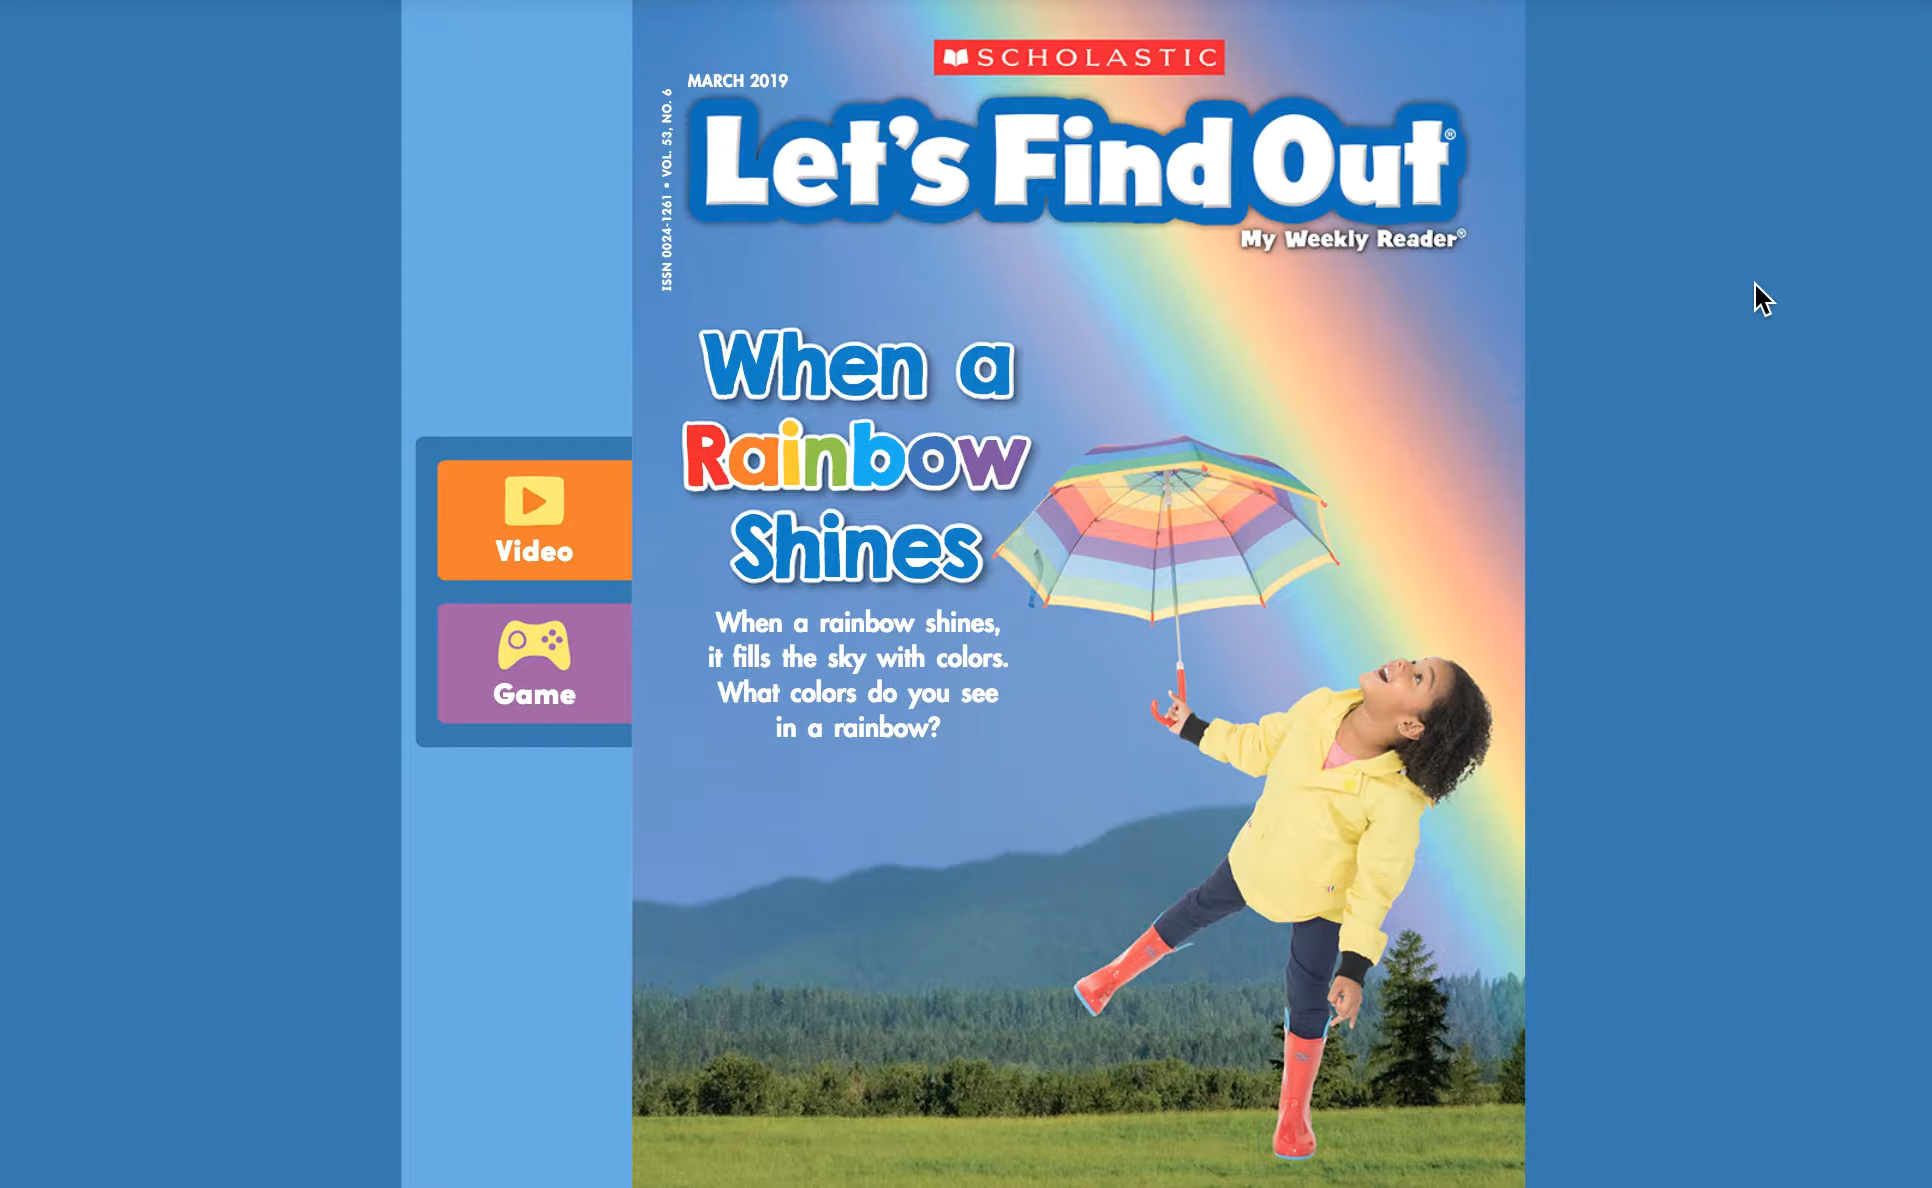 SCHOLASTIC
MARCH 2019
ISSN 0024-1261 • VOL. 53, NO. 6
Let's Find Out®
My Weekly Reader®
When a
Rainbow
Shines
When a rainbow shines,
it fills the sky with colors.
What colors do you see
in a rainbow?
Video
Game